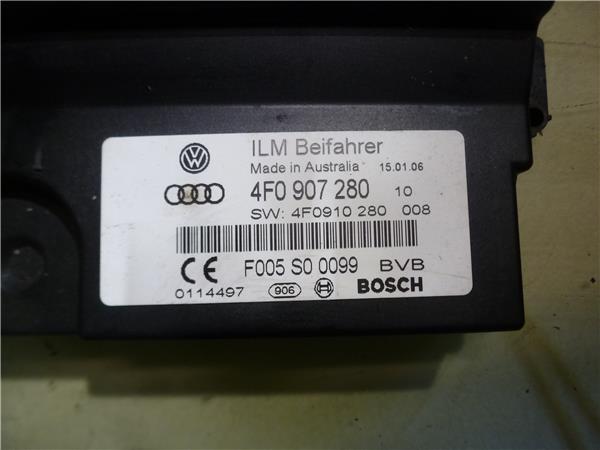 ILM Beifahrer
Made in Australia 15.01.06
4F0 907 280 10
SW: 4F0910 280 008
F005 S0 0099 BVB
CE
0114497 906 BOSCH